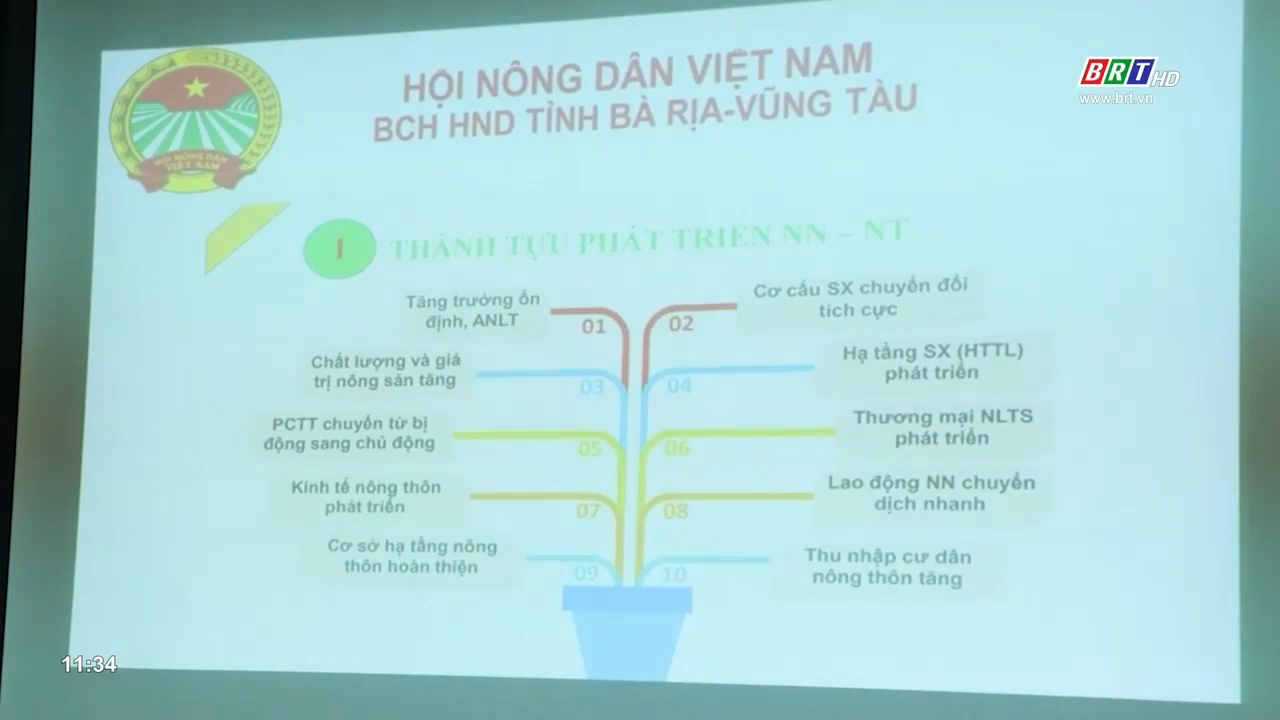 HỘI NÔNG DÂN VIỆT NAM
BCH HND TỈNH BÀ RỊA-VŨNG TÀU
BRT HD
www.brt.vn
HỘI NÔNG DÂN
VIỆT NAM
I
THÀNH TỰU PHÁT TRIỂN NN – NT
Tăng trưởng ổn
định, ANLT
01
02
Cơ cấu SX chuyển đổi
tích cực
Chất lượng và giá
trị nông sản tăng
03
04
Hạ tầng SX (HTTL)
phát triển
PCTT chuyển từ bị
động sang chủ động
05
06
Thương mại NLTS
phát triển
Kinh tế nông thôn
phát triển
07
08
Lao động NN chuyển
dịch nhanh
Cơ sở hạ tầng nông
thôn hoàn thiện
09
10
Thu nhập cư dân
nông thôn tăng
11:34